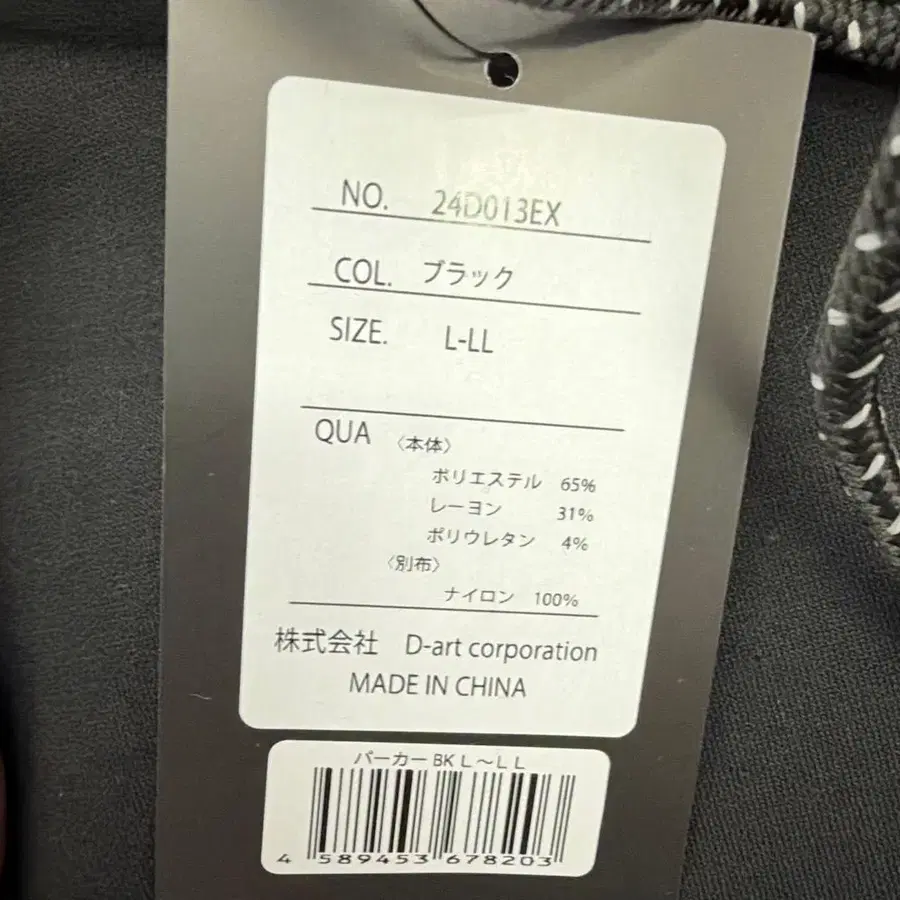 NO. 24D013EX
COL. ブラック
SIZE. L-LL
QUA 〈本体〉
ポリエステル 65%
レーヨン 31%
ポリウレタン 4%
〈別布〉
ナイロン 100%
株式会社 D-art corporation
MADE IN CHINA
パーカー BK L～L L
4 589453 678203